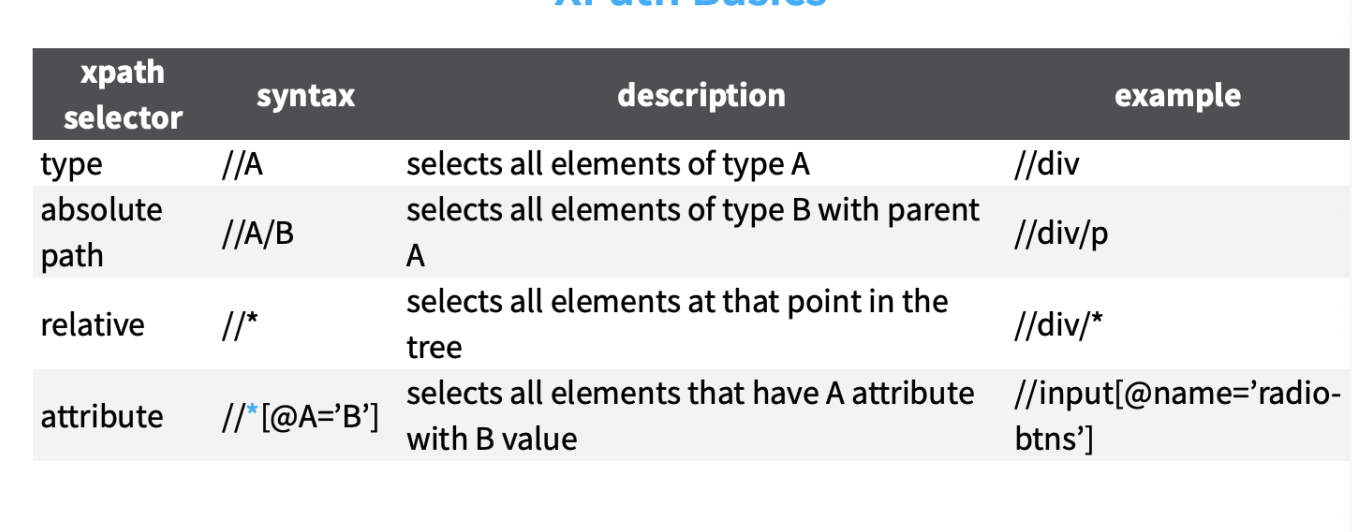 XPath Basics
xpath
selector
syntax
description
example
type
//A
selects all elements of type A
//div
absolute
path
//A/B
selects all elements of type B with parent
A
//div/p
relative
//*
selects all elements at that point in the
tree
//div/*
attribute
//*[@A=’B’]
selects all elements that have A attribute
with B value
//input[@name=’radio-
btns’]